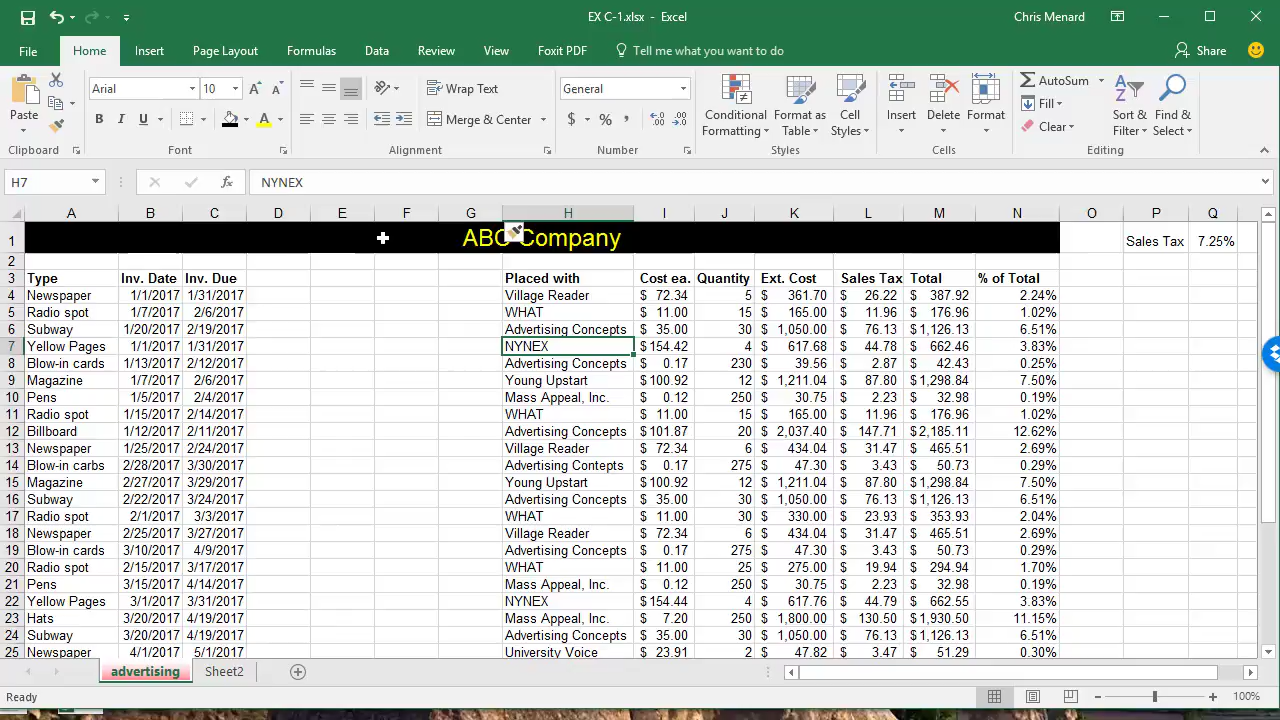 EX C-1.xlsx - Excel
Chris Menard
File Home Insert Page Layout Formulas Data Review View Foxit PDF Tell me what you want to do Share
Paste Arial 10 Wrap Text General Conditional Formatting Format as Table Cell Styles Insert Delete Format AutoSum Sort & Filter Find & Select
B I U Merge & Center $ % , Fill Clear
Clipboard Font Alignment Number Styles Cells Editing
H7 fx NYNEX
A B C D E F G H I J K L M N O P Q
1 ABC Company Sales Tax 7.25%
2
3 Type Inv. Date Inv. Due Placed with Cost ea. Quantity Ext. Cost Sales Tax Total % of Total
4 Newspaper 1/1/2017 1/31/2017 Village Reader $ 72.34 5 $ 361.70 $ 26.22 $ 387.92 2.24%
5 Radio spot 1/7/2017 2/6/2017 WHAT $ 11.00 15 $ 165.00 $ 11.96 $ 176.96 1.02%
6 Subway 1/20/2017 2/19/2017 Advertising Concepts $ 35.00 30 $ 1,050.00 $ 76.13 $ 1,126.13 6.51%
7 Yellow Pages 1/1/2017 1/31/2017 NYNEX $ 154.42 4 $ 617.68 $ 44.78 $ 662.46 3.83%
8 Blow-in cards 1/13/2017 2/12/2017 Advertising Concepts $ 0.17 230 $ 39.56 $ 2.87 $ 42.43 0.25%
9 Magazine 1/7/2017 2/6/2017 Young Upstart $ 100.92 12 $ 1,211.04 $ 87.80 $ 1,298.84 7.50%
10 Pens 1/5/2017 2/4/2017 Mass Appeal, Inc. $ 0.12 250 $ 30.75 $ 2.23 $ 32.98 0.19%
11 Radio spot 1/15/2017 2/14/2017 WHAT $ 11.00 15 $ 165.00 $ 11.96 $ 176.96 1.02%
12 Billboard 1/12/2017 2/11/2017 Advertising Concepts $ 101.87 20 $ 2,037.40 $ 147.71 $ 2,185.11 12.62%
13 Newspaper 1/25/2017 2/24/2017 Village Reader $ 72.34 6 $ 434.04 $ 31.47 $ 465.51 2.69%
14 Blow-in carbs 2/28/2017 3/30/2017 Advertising Contepts $ 0.17 275 $ 47.30 $ 3.43 $ 50.73 0.29%
15 Magazine 2/27/2017 3/29/2017 Young Upstart $ 100.92 12 $ 1,211.04 $ 87.80 $ 1,298.84 7.50%
16 Subway 2/22/2017 3/24/2017 Advertising Concepts $ 35.00 30 $ 1,050.00 $ 76.13 $ 1,126.13 6.51%
17 Radio spot 2/1/2017 3/3/2017 WHAT $ 11.00 30 $ 330.00 $ 23.93 $ 353.93 2.04%
18 Newspaper 2/25/2017 3/27/2017 Village Reader $ 72.34 6 $ 434.04 $ 31.47 $ 465.51 2.69%
19 Blow-in cards 3/10/2017 4/9/2017 Advertising Concepts $ 0.17 275 $ 47.30 $ 3.43 $ 50.73 0.29%
20 Radio spot 2/15/2017 3/17/2017 WHAT $ 11.00 25 $ 275.00 $ 19.94 $ 294.94 1.70%
21 Pens 3/15/2017 4/14/2017 Mass Appeal, Inc. $ 0.12 250 $ 30.75 $ 2.23 $ 32.98 0.19%
22 Yellow Pages 3/1/2017 3/31/2017 NYNEX $ 154.44 4 $ 617.76 $ 44.79 $ 662.55 3.83%
23 Hats 3/20/2017 4/19/2017 Mass Appeal, Inc. $ 7.20 250 $ 1,800.00 $ 130.50 $ 1,930.50 11.15%
24 Subway 3/20/2017 4/19/2017 Advertising Concepts $ 35.00 30 $ 1,050.00 $ 76.13 $ 1,126.13 6.51%
25 Newspaper 4/1/2017 5/1/2017 University Voice $ 23.91 2 $ 47.82 $ 3.47 $ 51.29 0.30%
advertising Sheet2
Ready 100%